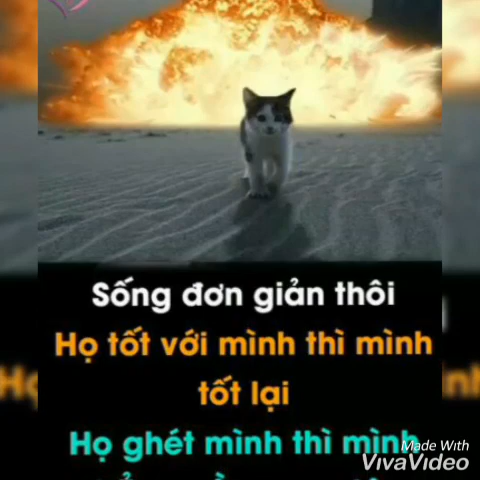 Sống đơn giản thôi
Họ tốt với mình thì mình
tốt lại
Họ ghét mình thì mình
Made With
VivaVideo